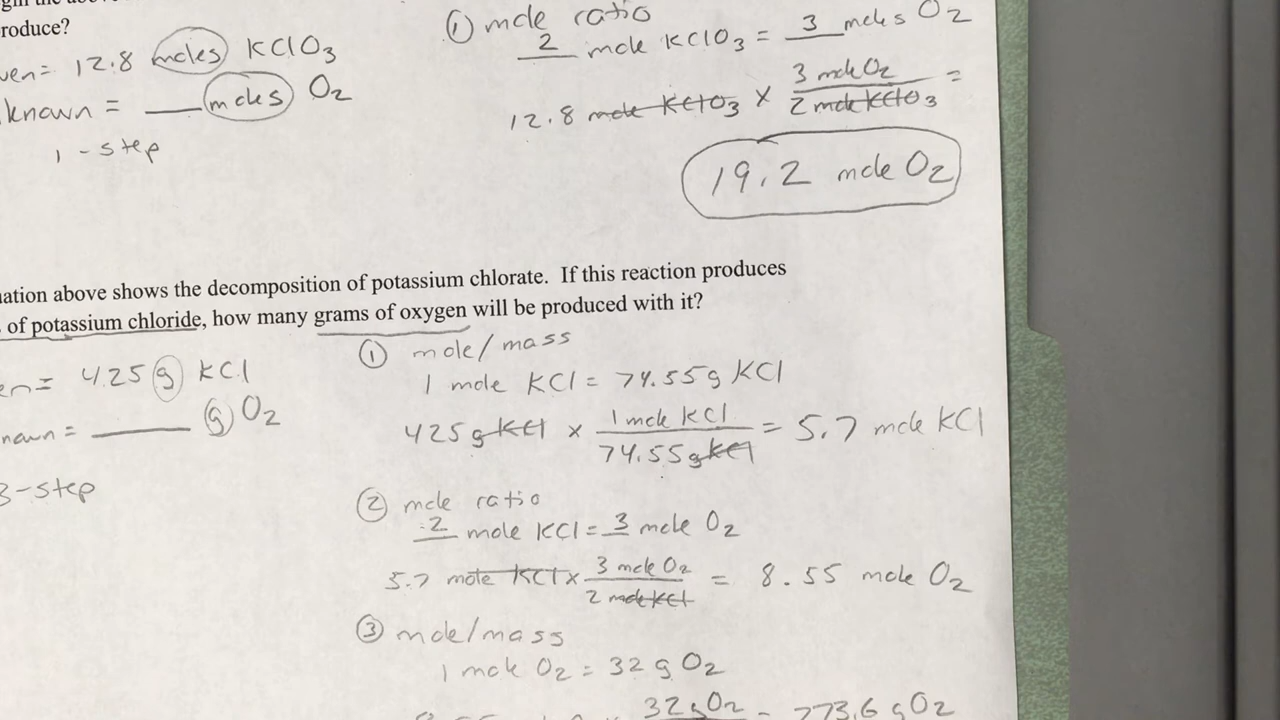 roduce?
① mole ratio
2 mole KClO3 = 3 moles O2
en= 12.8 moles KClO3
known = ___ moles O2
12.8 mole KClO3 x 3 mole O2 / 2 mole KClO3 =
1-step
19.2 mole O2
ation above shows the decomposition of potassium chlorate. If this reaction produces
of potassium chloride, how many grams of oxygen will be produced with it?
① mole/mass
en= 425 g KCl
1 mole KCl = 74.55g KCl
nown = ___ g O2
425 g KCl x 1 mole KCl / 74.55 g KCl = 5.7 mole KCl
3-step
② mole ratio
2 mole KCl = 3 mole O2
5.7 mole KCl x 3 mole O2 / 2 mole KCl = 8.55 mole O2
③ mole/mass
1 mole O2 = 32 g O2
32 g O2 = 273.6 g O2